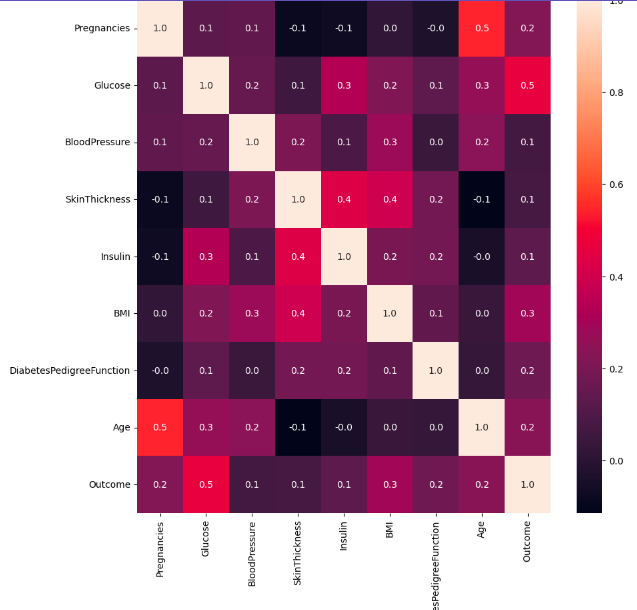 Pregnancies 1.0 0.1 0.1 -0.1 -0.1 0.0 -0.0 0.5 0.2
Glucose 0.1 1.0 0.2 0.1 0.3 0.2 0.1 0.3 0.5
BloodPressure 0.1 0.2 1.0 0.2 0.1 0.3 0.0 0.2 0.1
SkinThickness -0.1 0.1 0.2 1.0 0.4 0.4 0.2 -0.1 0.1
Insulin -0.1 0.3 0.1 0.4 1.0 0.2 0.2 -0.0 0.1
BMI 0.0 0.2 0.3 0.4 0.2 1.0 0.1 0.0 0.3
DiabetesPedigreeFunction -0.0 0.1 0.0 0.2 0.2 0.1 1.0 0.0 0.2
Age 0.5 0.3 0.2 -0.1 -0.0 0.0 0.0 1.0 0.2
Outcome 0.2 0.5 0.1 0.1 0.1 0.3 0.2 0.2 1.0
Pregnancies
Glucose
BloodPressure
SkinThickness
Insulin
BMI
esPedigreeFunction
Age
Outcome
1.0
0.8
0.6
0.4
0.2
0.0